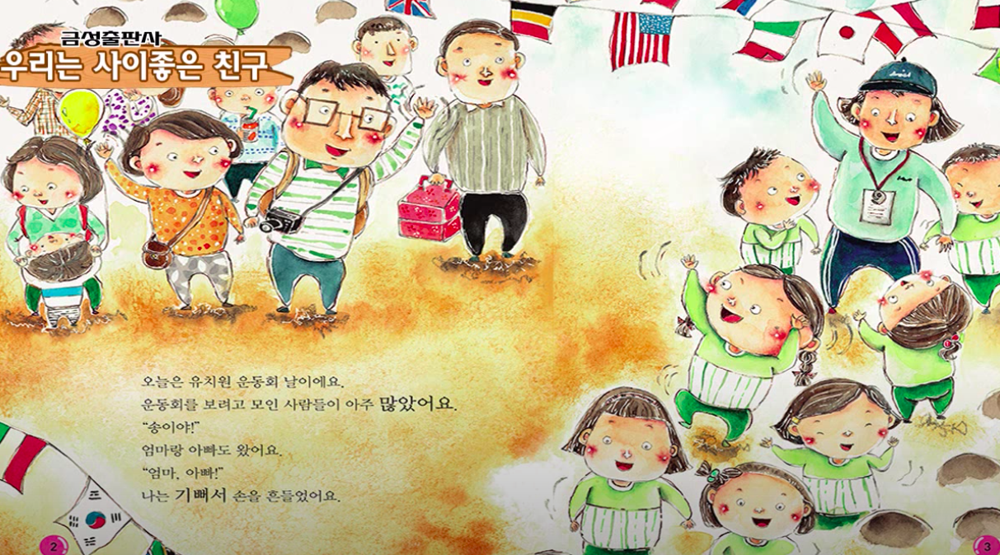 금성출판사
우리는 사이좋은 친구
오늘은 유치원 운동회 날이에요.
운동회를 보려고 모인 사람들이 아주 많았어요.
“송이야!”
엄마랑 아빠도 왔어요.
“엄마, 아빠!”
나는 기뻐서 손을 흔들었어요.
2
3